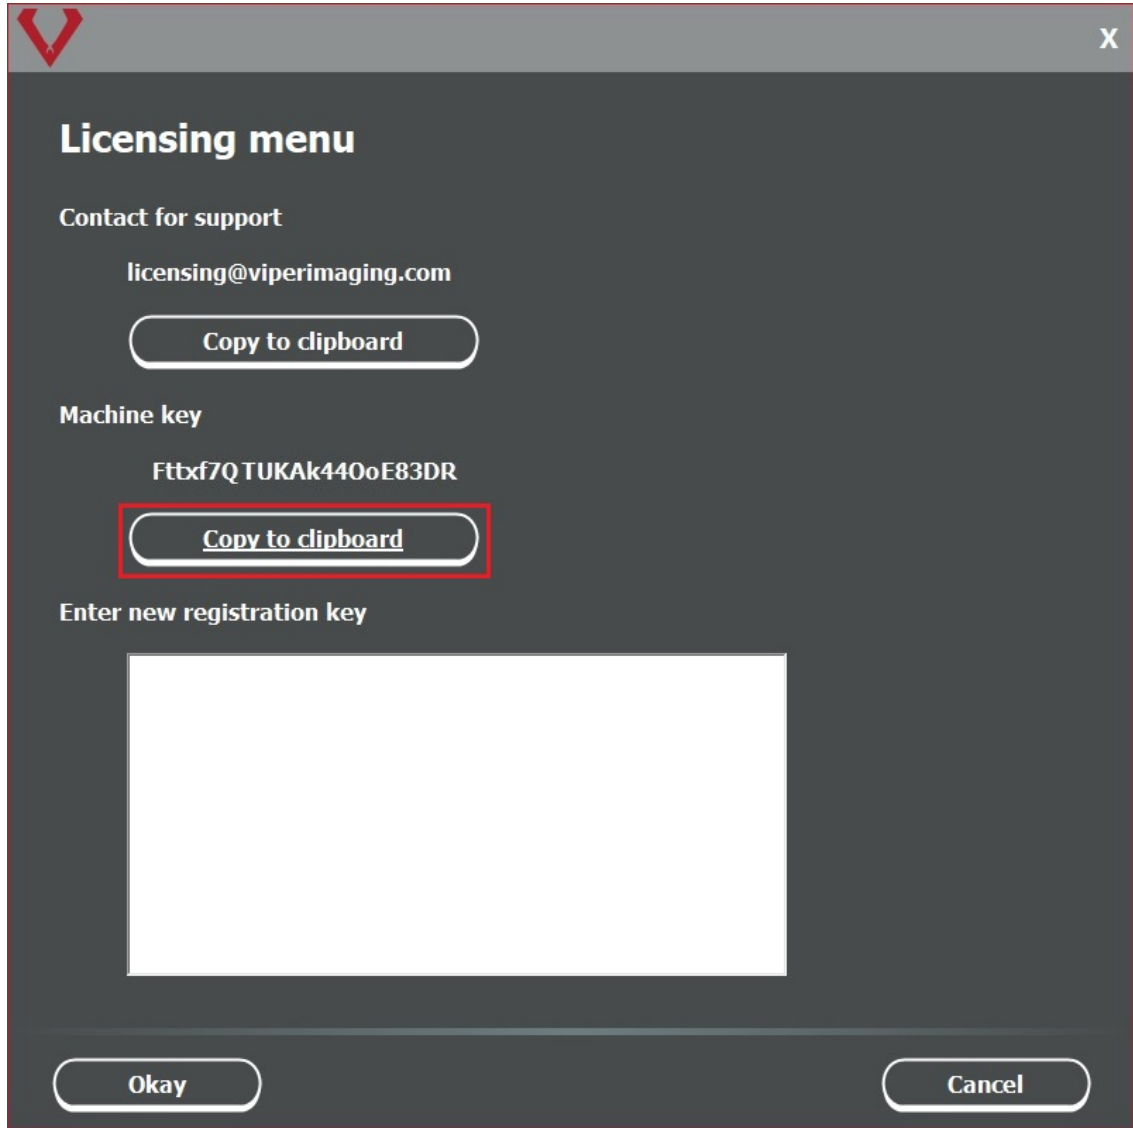 X
Licensing menu
Contact for support
licensing@viperimaging.com
Copy to clipboard
Machine key
Fttxf7QTUKAk44OoE83DR
Copy to clipboard
Enter new registration key
Okay
Cancel